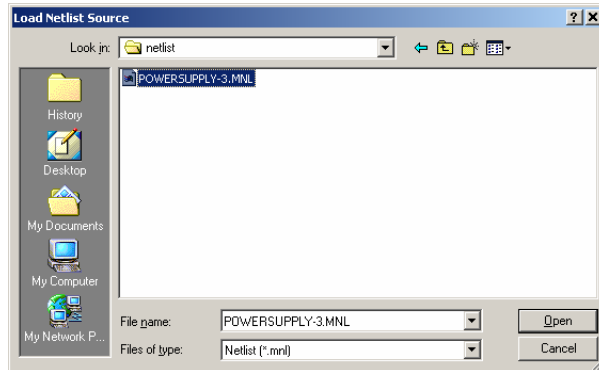 Load Netlist Source
Look in: netlist
POWERSUPPLY-3.MNL
History
Desktop
My Documents
My Computer
My Network P...
File name: POWERSUPPLY-3.MNL Open
Files of type: Netlist (*.mnl) Cancel